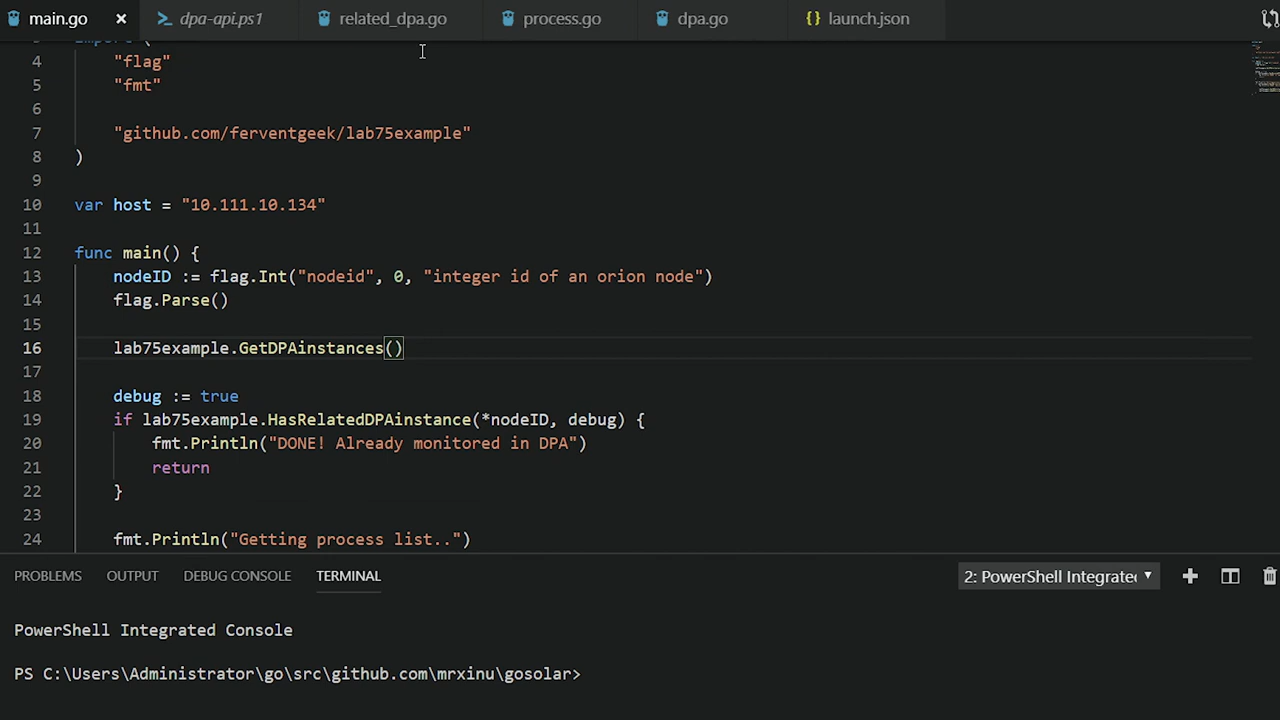 main.go × dpa-api.ps1 related_dpa.go process.go dpa.go {} launch.json
3 import (
4 "flag"
5 "fmt"
6
7 "github.com/ferventgeek/lab75example"
8 )
9
10 var host = "10.111.10.134"
11
12 func main() {
13 nodeID := flag.Int("nodeid", 0, "integer id of an orion node")
14 flag.Parse()
15
16 lab75example.GetDPAinstances()
17
18 debug := true
19 if lab75example.HasRelatedDPAinstance(*nodeID, debug) {
20 fmt.Println("DONE! Already monitored in DPA")
21 return
22 }
23
24 fmt.Println("Getting process list..")
PROBLEMS OUTPUT DEBUG CONSOLE TERMINAL 2: PowerShell Integrate
PowerShell Integrated Console
PS C:\Users\Administrator\go\src\github.com\mrxinu\gosolar>